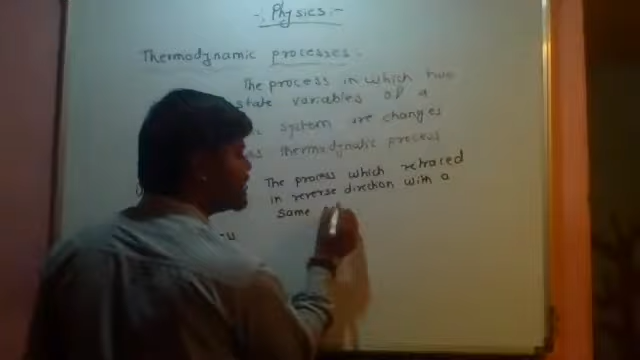 -: Physics :-
Thermodynamic processes :
The process in which two
state variables of a
system are changes
thermodynamic process
The process which retraced
in reverse direction with a
same